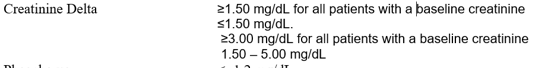 Creatinine Delta ≥1.50 mg/dL for all patients with a baseline creatinine
≤1.50 mg/dL.
≥3.00 mg/dL for all patients with a baseline creatinine
1.50 – 5.00 mg/dL